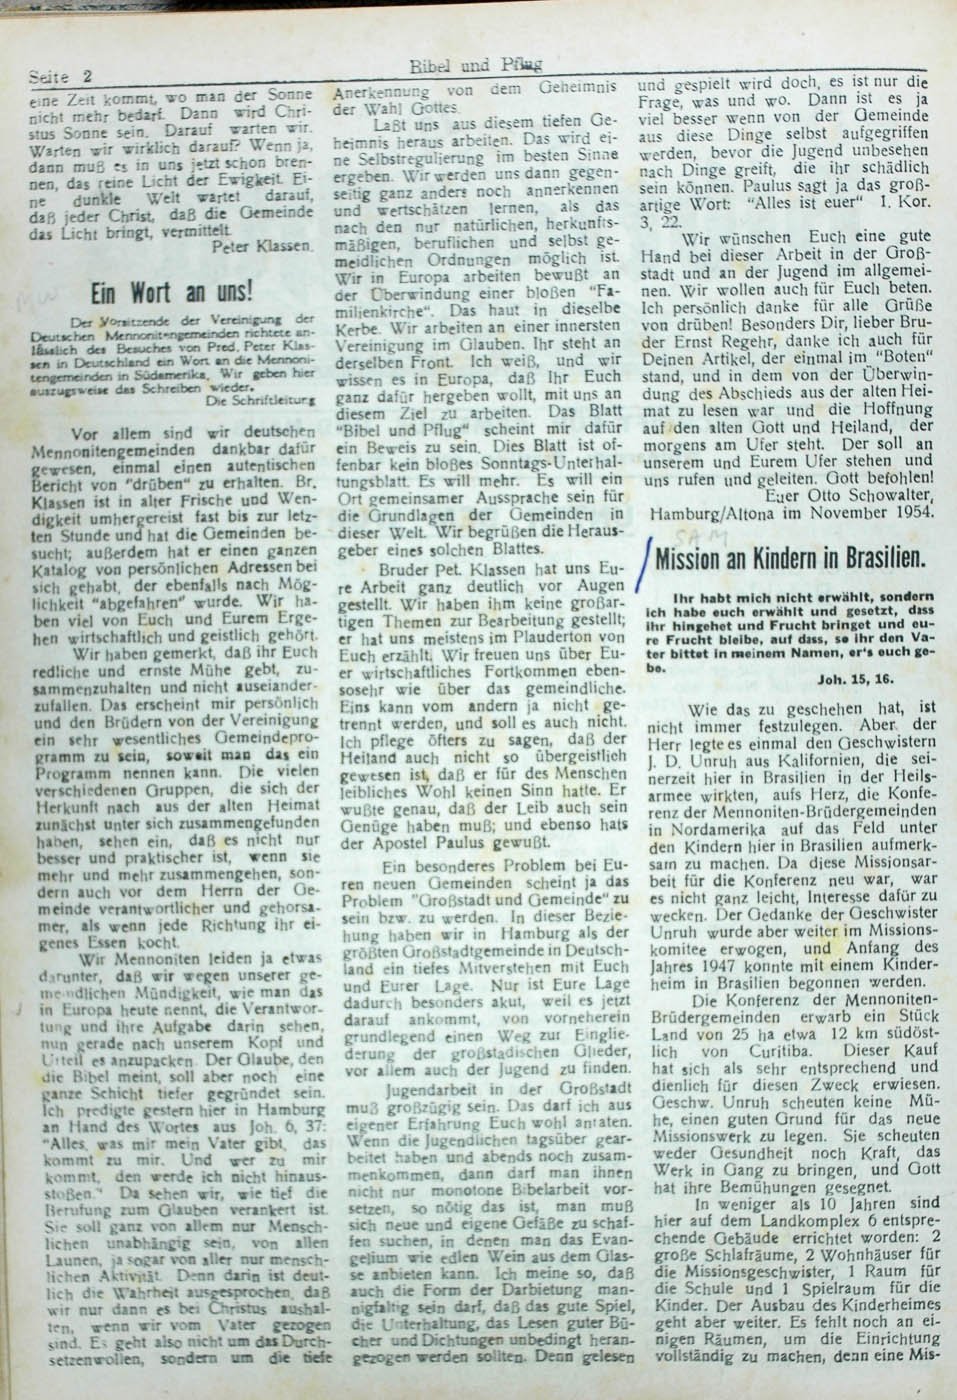 Seite 2
Bibel und Pflug
eine Zeit kommt, wo man der Sonne
nicht mehr bedarf. Dann wird Chri-
stus Sonne sein. Darauf warten wir.
Warten wir wirklich darauf? Wenn ja,
dann muß es in uns jetzt schon bren-
nen, das reine Licht der Ewigkeit. Ei-
ne dunkle Welt wartet darauf,
daß jeder Christ, daß die Gemeinde
das Licht bringt, vermittelt.
Peter Klassen.
Ein Wort an uns!
Der Vorsitzende der Vereinigung der
Deutschen Mennonitengemeinden richtete an-
lässlich des Besuches von Pred. Peter Klas-
sen in Deutschland ein Wort an die Mennoni-
tengemeinden in Südamerika. Wir geben hier
auszugsweise das Schreiben wieder.
Die Schriftleitung
Vor allem sind wir deutschen
Mennonitengemeinden dankbar dafür
gewesen, einmal einen autentischen
Bericht von "drüben" zu erhalten. Br.
Klassen ist in alter Frische und Wen-
digkeit umhergereist fast bis zur letz-
ten Stunde und hat die Gemeinden be-
sucht; außerdem hat er einen ganzen
Katalog von persönlichen Adressen bei
sich gehabt, der ebenfalls nach Mög-
lichkeit "abgefahren" wurde. Wir ha-
ben viel von Euch und Eurem Erge-
hen wirtschaftlich und geistlich gehört.
Wir haben gemerkt, daß ihr Euch
redliche und ernste Mühe gebt, zu-
sammenzuhalten und nicht auseinander-
zufallen. Das erscheint mir persönlich
und den Brüdern von der Vereinigung
ein sehr wesentliches Gemeindepro-
gramm zu sein, soweit man das ein
Programm nennen kann. Die vielen
verschiedenen Gruppen, die sich der
Herkunft nach aus der alten Heimat
zunächst unter sich zusammengefunden
haben, sehen ein, daß es nicht nur
besser und praktischer ist, wenn sie
mehr und mehr zusammengehen, son-
dern auch vor dem Herrn der Ge-
meinde verantwortlicher und gehorsa-
mer, als wenn jede Richtung ihr ei-
genes Essen kocht.
Wir Mennoniten leiden ja etwas
darunter, daß wir wegen unserer ge-
meindlichen Mündigkeit, wie man das
in Europa heute nennt, die Verantwor-
tung und ihre Aufgabe darin sehen,
nun gerade nach unserem Kopf und
Urteil es anzupacken. Der Glaube, den
die Bibel meint, soll aber noch eine
ganze Schicht tiefer gegründet sein.
Ich predigte gestern hier in Hamburg
an Hand des Wortes aus Joh. 6, 37:
"Alles, was mir mein Vater gibt, das
kommt zu mir. Und wer zu mir
kommt, den werde ich nicht hinaus-
stoßen." Da sehen wir, wie tief die
Berufung zum Glauben verankert ist.
Sie soll ganz von allem nur Mensch-
lichen unabhängig sein, von allen
Launen, ja sogar von aller nur mensch-
lichen Aktivität. Denn darin ist deut-
lich die Wahrheit ausgesprochen, daß
wir nur dann es bei Christus aushal-
ten, wenn wir vom Vater gezogen
sind. Es geht also nicht um das Durch-
setzenwollen, sondern um die tiefe
Anerkennung von dem Geheimnis
der Wahl Gottes.
Laßt uns aus diesem tiefen Ge-
heimnis heraus arbeiten. Das wird ei-
ne Selbstregulierung im besten Sinne
ergeben. Wir werden uns dann gegen-
seitig ganz anders noch annerkennen
und wertschätzen lernen, als das
nach den nur natürlichen, herkunfts-
mäßigen, beruflichen und selbst ge-
meidlichen Ordnungen möglich ist.
Wir in Europa arbeiten bewußt an
der Überwindung einer bloßen "Fa-
milienkirche". Das haut in dieselbe
Kerbe. Wir arbeiten an einer innersten
Vereinigung im Glauben. Ihr steht an
derselben Front. Ich weiß, und wir
wissen es in Europa, daß Ihr Euch
ganz dafür hergeben wollt, mit uns an
diesem Ziel zu arbeiten. Das Blatt
"Bibel und Pflug" scheint mir dafür
ein Beweis zu sein. Dies Blatt ist of-
fenbar kein bloßes Sonntags-Unterhal-
tungsblatt. Es will mehr. Es will ein
Ort gemeinsamer Aussprache sein für
die Grundlagen der Gemeinden in
dieser Welt. Wir begrüßen die Heraus-
geber eines solchen Blattes.
Bruder Pet. Klassen hat uns Eu-
re Arbeit ganz deutlich vor Augen
gestellt. Wir haben ihm keine großar-
tigen Themen zur Bearbeitung gestellt;
er hat uns meistens im Plauderton von
Euch erzählt. Wir freuen uns über Eu-
er wirtschaftliches Fortkommen eben-
sosehr wie über das gemeindliche.
Eins kann vom andern ja nicht ge-
trennt werden, und soll es auch nicht.
Ich pflege öfters zu sagen, daß der
Heiland auch nicht so übergeistlich
gewesen ist, daß er für des Menschen
leibliches Wohl keinen Sinn hatte. Er
wußte genau, daß der Leib auch sein
Genüge haben muß; und ebenso hats
der Apostel Paulus gewußt.
Ein besonderes Problem bei Eu-
ren neuen Gemeinden scheint ja das
Problem "Großstadt und Gemeinde" zu
sein bzw. zu werden. In dieser Bezie-
hung haben wir in Hamburg als der
größten Großstadtgemeinde in Deutsch-
land ein tiefes Mitverstehen mit Euch
und Eurer Lage. Nur ist Eure Lage
dadurch besonders akut, weil es jetzt
darauf ankommt, von vorneherein
grundlegend einen Weg zur Einglie-
derung der großstadischen Glieder,
vor allem auch der Jugend zu finden.
Jugendarbeit in der Großstadt
muß großzügig sein. Das darf ich aus
eigener Erfahrung Euch wohl anraten.
Wenn die Jugendlichen tagsüber gear-
beitet haben und abends noch zusam-
menkommen, dann darf man ihnen
nicht nur monotone Bibelarbeit vor-
setzen, so nötig das ist, man muß
sich neue und eigene Gefäße zu schaf-
fen suchen, in denen man das Evan-
gelium wie edlen Wein aus dem Glas-
se anbieten kann. Ich meine so, daß
auch die Form der Darbietung man-
nigfaltig sein darf, daß das gute Spiel,
die Unterhaltung, das Lesen guter Bü-
cher und Dichtungen unbedingt heran-
gezogen werden sollten. Denn gelesen
und gespielt wird doch, es ist nur die
Frage, was und wo. Dann ist es ja
viel besser wenn von der Gemeinde
aus diese Dinge selbst aufgegriffen
werden, bevor die Jugend unbesehen
nach Dinge greift, die ihr schädlich
sein können. Paulus sagt ja das groß-
artige Wort: "Alles ist euer" 1. Kor.
3, 22.
Wir wünschen Euch eine gute
Hand bei dieser Arbeit in der Groß-
stadt und an der Jugend im allgemei-
nen. Wir wollen auch für Euch beten.
Ich persönlich danke für alle Grüße
von drüben! Besonders Dir, lieber Bru-
der Ernst Regehr, danke ich auch für
Deinen Artikel, der einmal im "Boten"
stand, und in dem von der Überwin-
dung des Abschieds aus der alten Hei-
mat zu lesen war und die Hoffnung
auf den alten Gott und Heiland, der
morgens am Ufer steht. Der soll an
unserem und Eurem Ufer stehen und
uns rufen und geleiten. Gott befohlen!
Euer Otto Schowalter,
Hamburg/Altona im November 1954.
SAM
Mission an Kindern in Brasilien.
Ihr habt mich nicht erwählt, sondern
ich habe euch erwählt und gesetzt, dass
ihr hingehet und Frucht bringet und eu-
re Frucht bleibe, auf dass, so ihr den Va-
ter bittet in meinem Namen, er's euch ge-
be.
Joh. 15, 16.
Wie das zu geschehen hat, ist
nicht immer festzulegen. Aber der
Herr legte es einmal den Geschwistern
J. D. Unruh aus Kalifornien, die sei-
nerzeit hier in Brasilien in der Heils-
armee wirkten, aufs Herz, die Konfe-
renz der Mennoniten-Brüdergemeinden
in Nordamerika auf das Feld unter
den Kindern hier in Brasilien aufmerk-
sam zu machen. Da diese Missionsar-
beit für die Konferenz neu war, war
es nicht ganz leicht, Interesse dafür zu
wecken. Der Gedanke der Geschwister
Unruh wurde aber weiter im Missions-
komitee erwogen, und Anfang des
Jahres 1947 konnte mit einem Kinder-
heim in Brasilien begonnen werden.
Die Konferenz der Mennoniten-
Brüdergemeinden erwarb ein Stück
Land von 25 ha etwa 12 km südöst-
lich von Curitiba. Dieser Kauf
hat sich als sehr entsprechend und
dienlich für diesen Zweck erwiesen.
Geschw. Unruh scheuten keine Mü-
he, einen guten Grund für das neue
Missionswerk zu legen. Sie scheuten
weder Gesundheit noch Kraft, das
Werk in Gang zu bringen, und Gott
hat ihre Bemühungen gesegnet.
In weniger als 10 Jahren sind
hier auf dem Landkomplex 6 entspre-
chende Gebäude errichtet worden: 2
große Schlafräume, 2 Wohnhäuser für
die Missionsgeschwister, 1 Raum für
die Schule und 1 Spielraum für die
Kinder. Der Ausbau des Kinderheimes
geht aber weiter. Es fehlt noch an ei-
nigen Räumen, um die Einrichtung
vollständig zu machen, denn eine Mis-